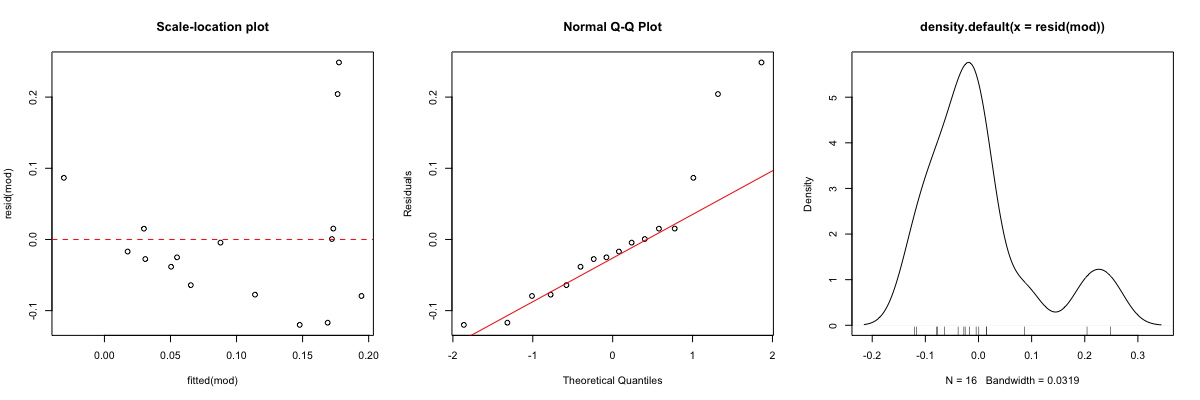 Scale-location plot
resid(mod)
-0.1 0.0 0.1 0.2
0.00 0.05 0.10 0.15 0.20
fitted(mod)
Normal Q-Q Plot
Residuals
-0.1 0.0 0.1 0.2
-2 -1 0 1 2
Theoretical Quantiles
density.default(x = resid(mod))
Density
0 1 2 3 4 5
-0.2 -0.1 0.0 0.1 0.2 0.3
N = 16 Bandwidth = 0.0319